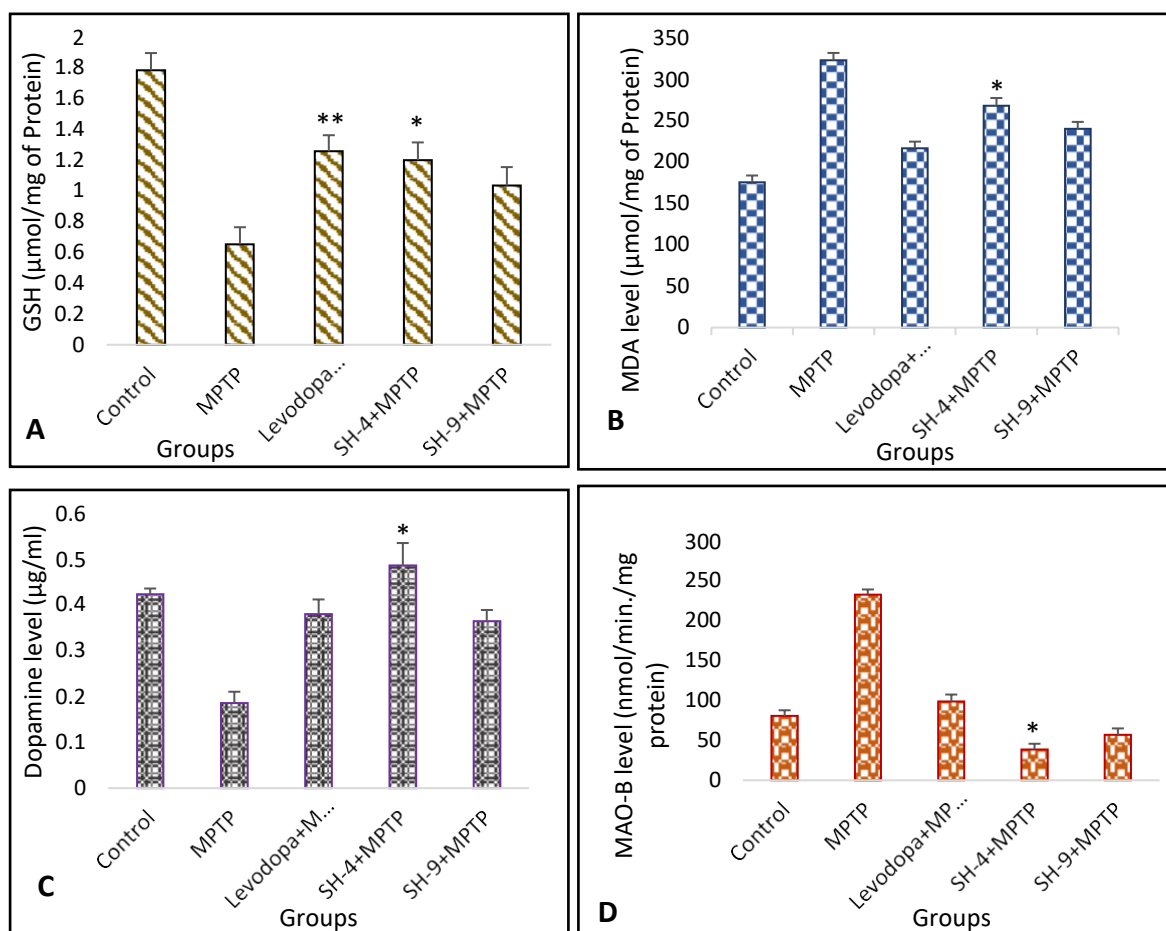 GSH (µmol/mg of Protein)
2
1.8
1.6
1.4
1.2
1
0.8
0.6
0.4
0.2
0
**
*
Control
MPTP
Levodopa...
SH-4+MPTP
SH-9+MPTP
A
Groups
MDA level (µmol/mg of Protein)
350
300
250
200
150
100
50
0
*
Control
MPTP
Levodopa+...
SH-4+MPTP
SH-9+MPTP
B
Groups
Dopamine level (µg/ml)
0.6
0.5
0.4
0.3
0.2
0.1
0
*
Control
MPTP
Levodopa+M...
SH-4+MPTP
SH-9+MPTP
C
Groups
MAO-B level (nmol/min./mg
protein)
300
250
200
150
100
50
0
*
Control
MPTP
Levodopa+MP...
SH-4+MPTP
SH-9+MPTP
D
Groups